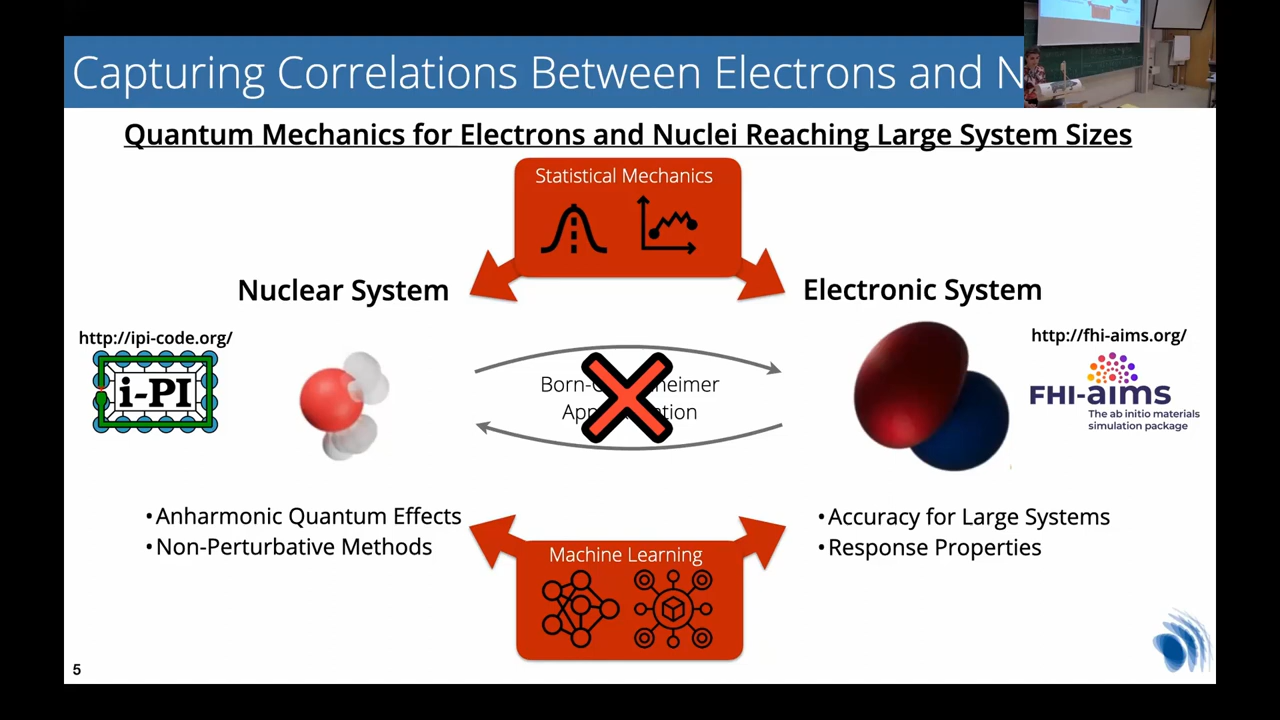 Capturing Correlations Between Electrons and N
Quantum Mechanics for Electrons and Nuclei Reaching Large System Sizes
Statistical Mechanics
Nuclear System
Electronic System
http://ipi-code.org/
http://fhi-aims.org/
i-PI
FHI-aims
The ab initio materials
simulation package
•Anharmonic Quantum Effects
•Non-Perturbative Methods
•Accuracy for Large Systems
•Response Properties
Machine Learning
5